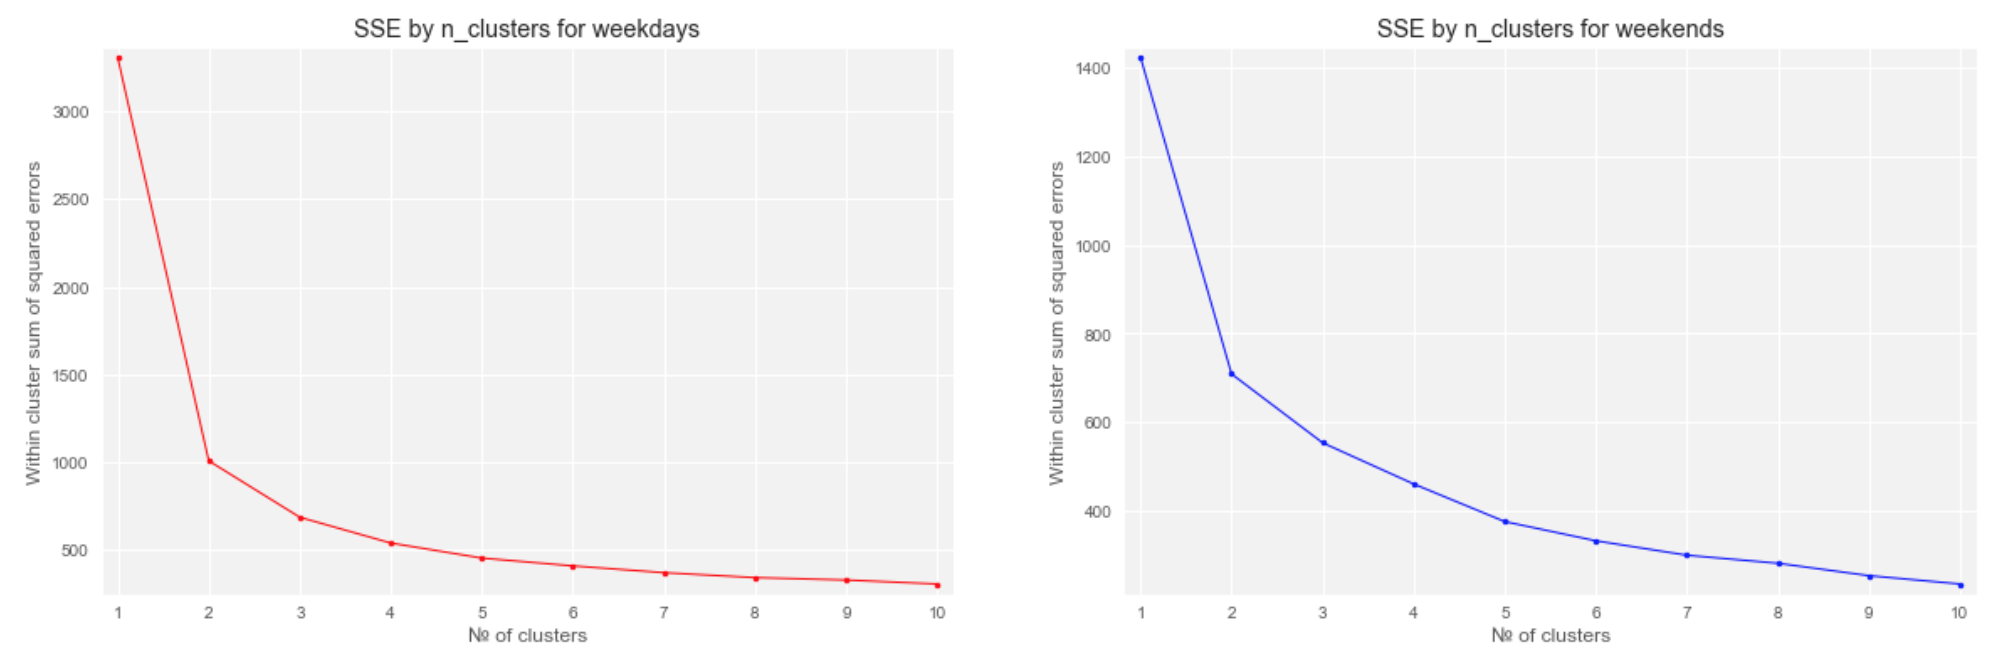 SSE by n_clusters for weekdays
Within cluster sum of squared errors
3000
2500
2000
1500
1000
500
1 2 3 4 5 6 7 8 9 10
№ of clusters
SSE by n_clusters for weekends
Within cluster sum of squared errors
1400
1200
1000
800
600
400
1 2 3 4 5 6 7 8 9 10
№ of clusters